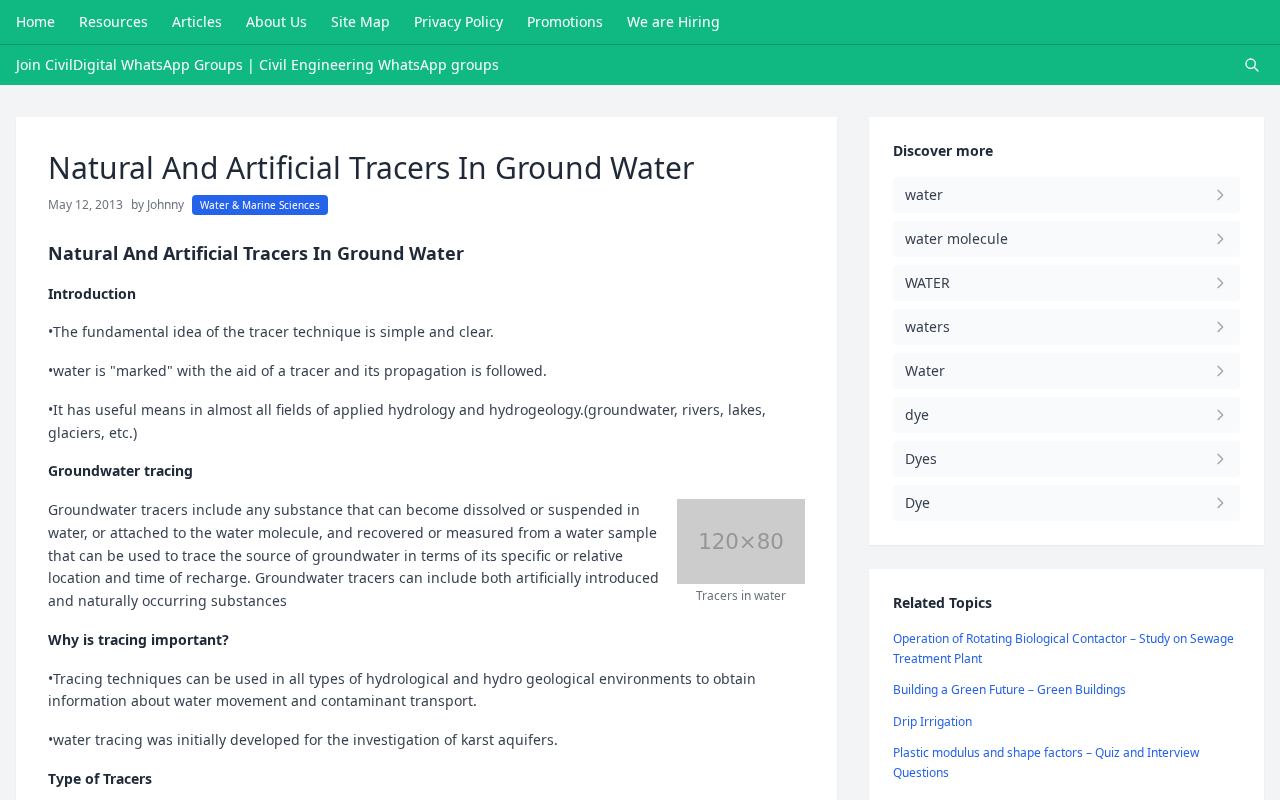 Home Resources Articles About Us Site Map Privacy Policy Promotions We are Hiring
Join CivilDigital WhatsApp Groups | Civil Engineering WhatsApp groups
Natural And Artificial Tracers In Ground Water
May 12, 2013 by Johnny Water & Marine Sciences
Natural And Artificial Tracers In Ground Water
Introduction
•The fundamental idea of the tracer technique is simple and clear.
•water is "marked" with the aid of a tracer and its propagation is followed.
•It has useful means in almost all fields of applied hydrology and hydrogeology.(groundwater, rivers, lakes,
glaciers, etc.)
Groundwater tracing
Groundwater tracers include any substance that can become dissolved or suspended in
water, or attached to the water molecule, and recovered or measured from a water sample
that can be used to trace the source of groundwater in terms of its specific or relative
location and time of recharge. Groundwater tracers can include both artificially introduced
and naturally occurring substances
120×80
Tracers in water
Why is tracing important?
•Tracing techniques can be used in all types of hydrological and hydro geological environments to obtain
information about water movement and contaminant transport.
•water tracing was initially developed for the investigation of karst aquifers.
Type of Tracers
Discover more
water
water molecule
WATER
waters
Water
dye
Dyes
Dye
Related Topics
Operation of Rotating Biological Contactor – Study on Sewage
Treatment Plant
Building a Green Future – Green Buildings
Drip Irrigation
Plastic modulus and shape factors – Quiz and Interview
Questions